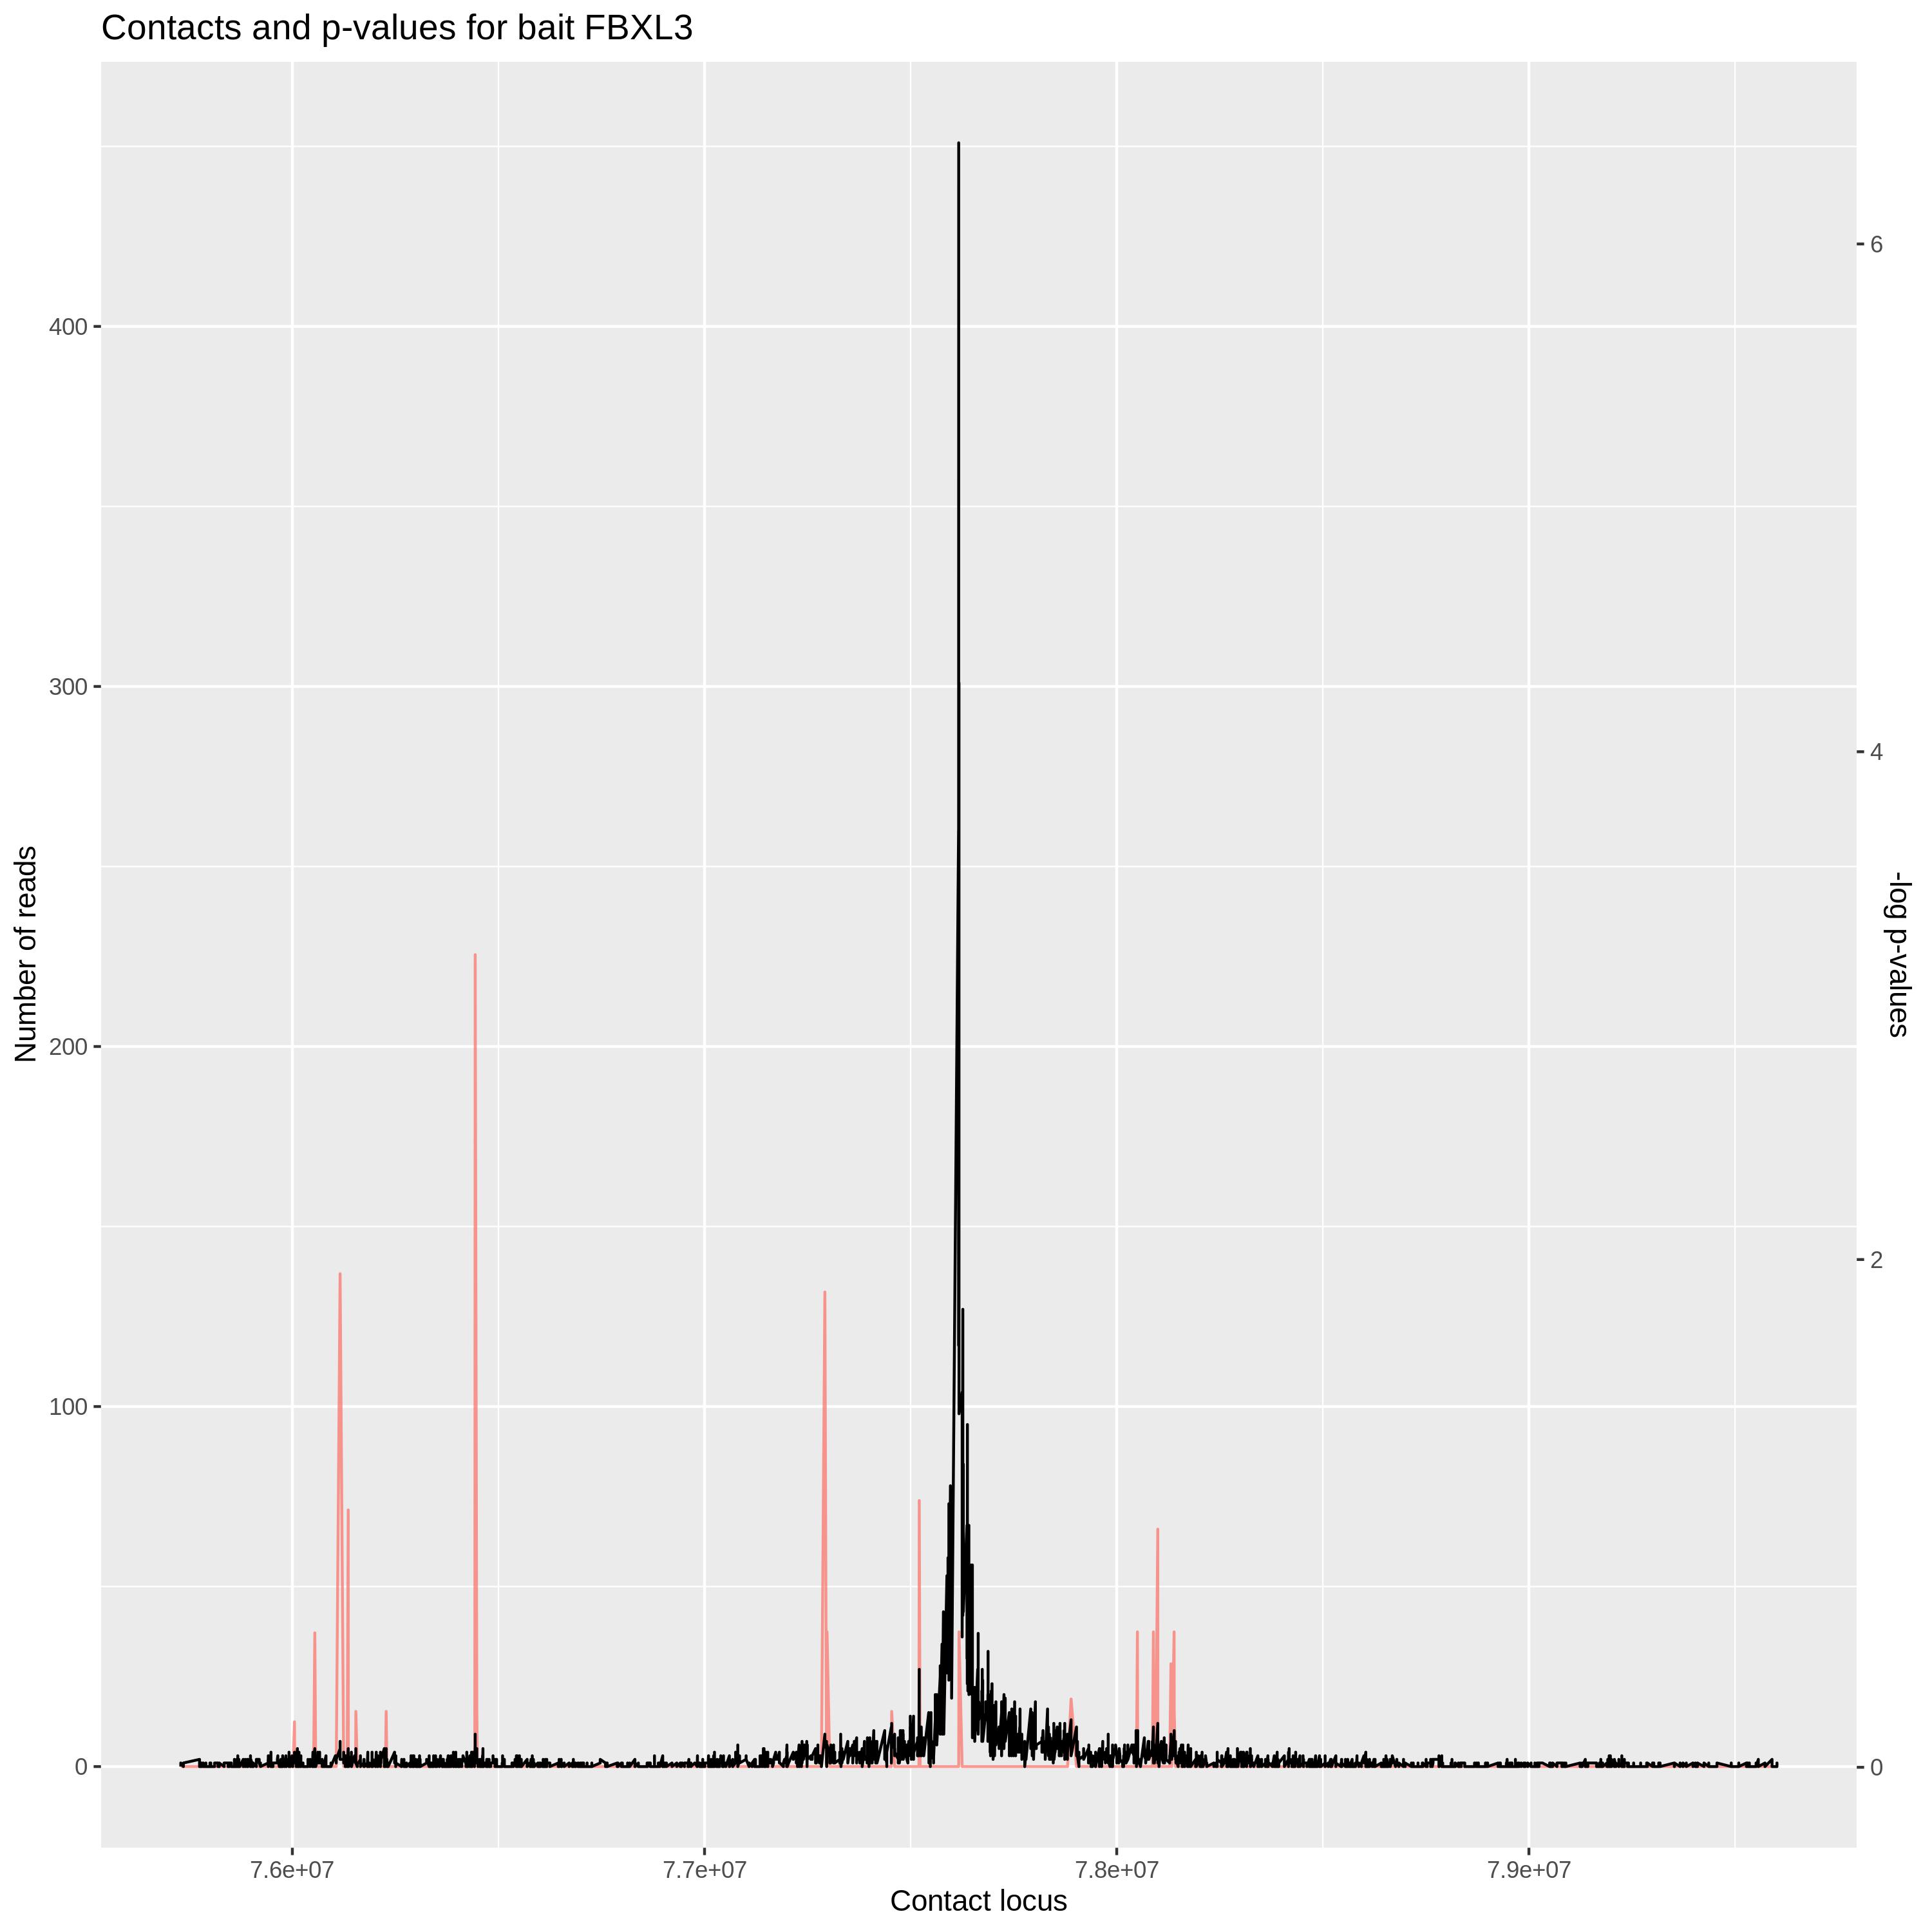 Contacts and p-values for bait FBXL3
Number of reads
400
300
200
100
0
6
4
2
0
-log p-values
7.6e+07
7.7e+07
7.8e+07
7.9e+07
Contact locus